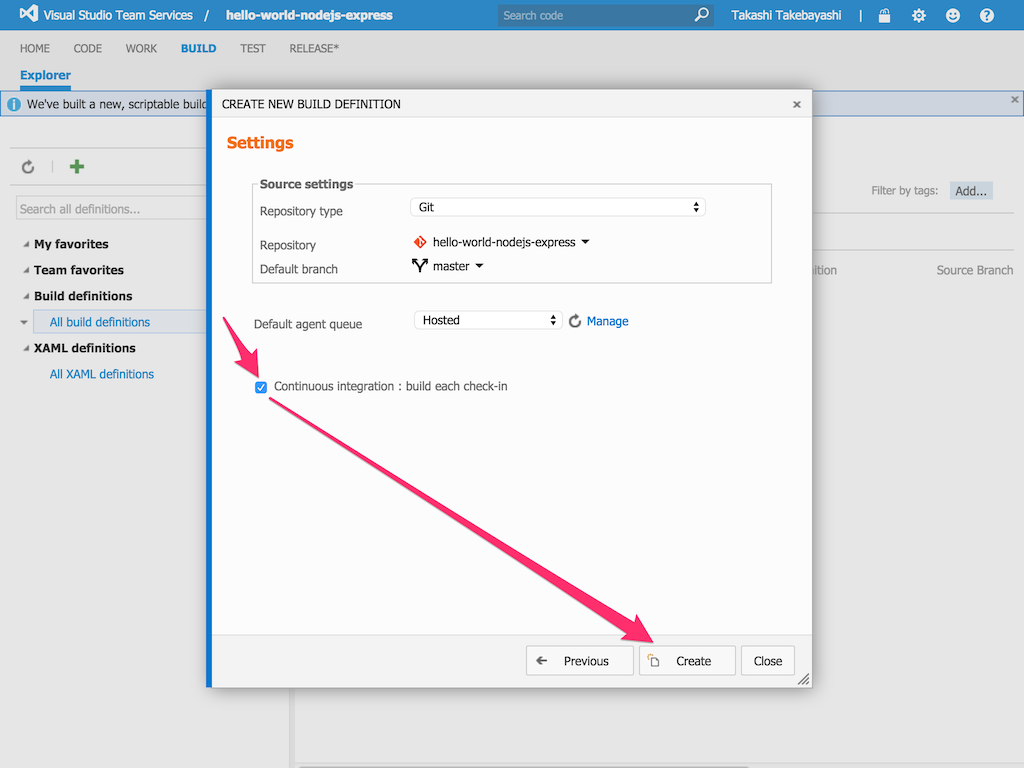 Visual Studio Team Services / hello-world-nodejs-express
Search code
Takashi Takebayashi
HOME CODE WORK BUILD TEST RELEASE*
Explorer
We've built a new, scriptable build
CREATE NEW BUILD DEFINITION
Settings
Source settings
Repository type Git
Repository hello-world-nodejs-express
Default branch master
Default agent queue Hosted Manage
Continuous integration : build each check-in
Previous Create Close
Search all definitions...
My favorites
Team favorites
Build definitions
All build definitions
XAML definitions
All XAML definitions
Filter by tags: Add...
Source Branch